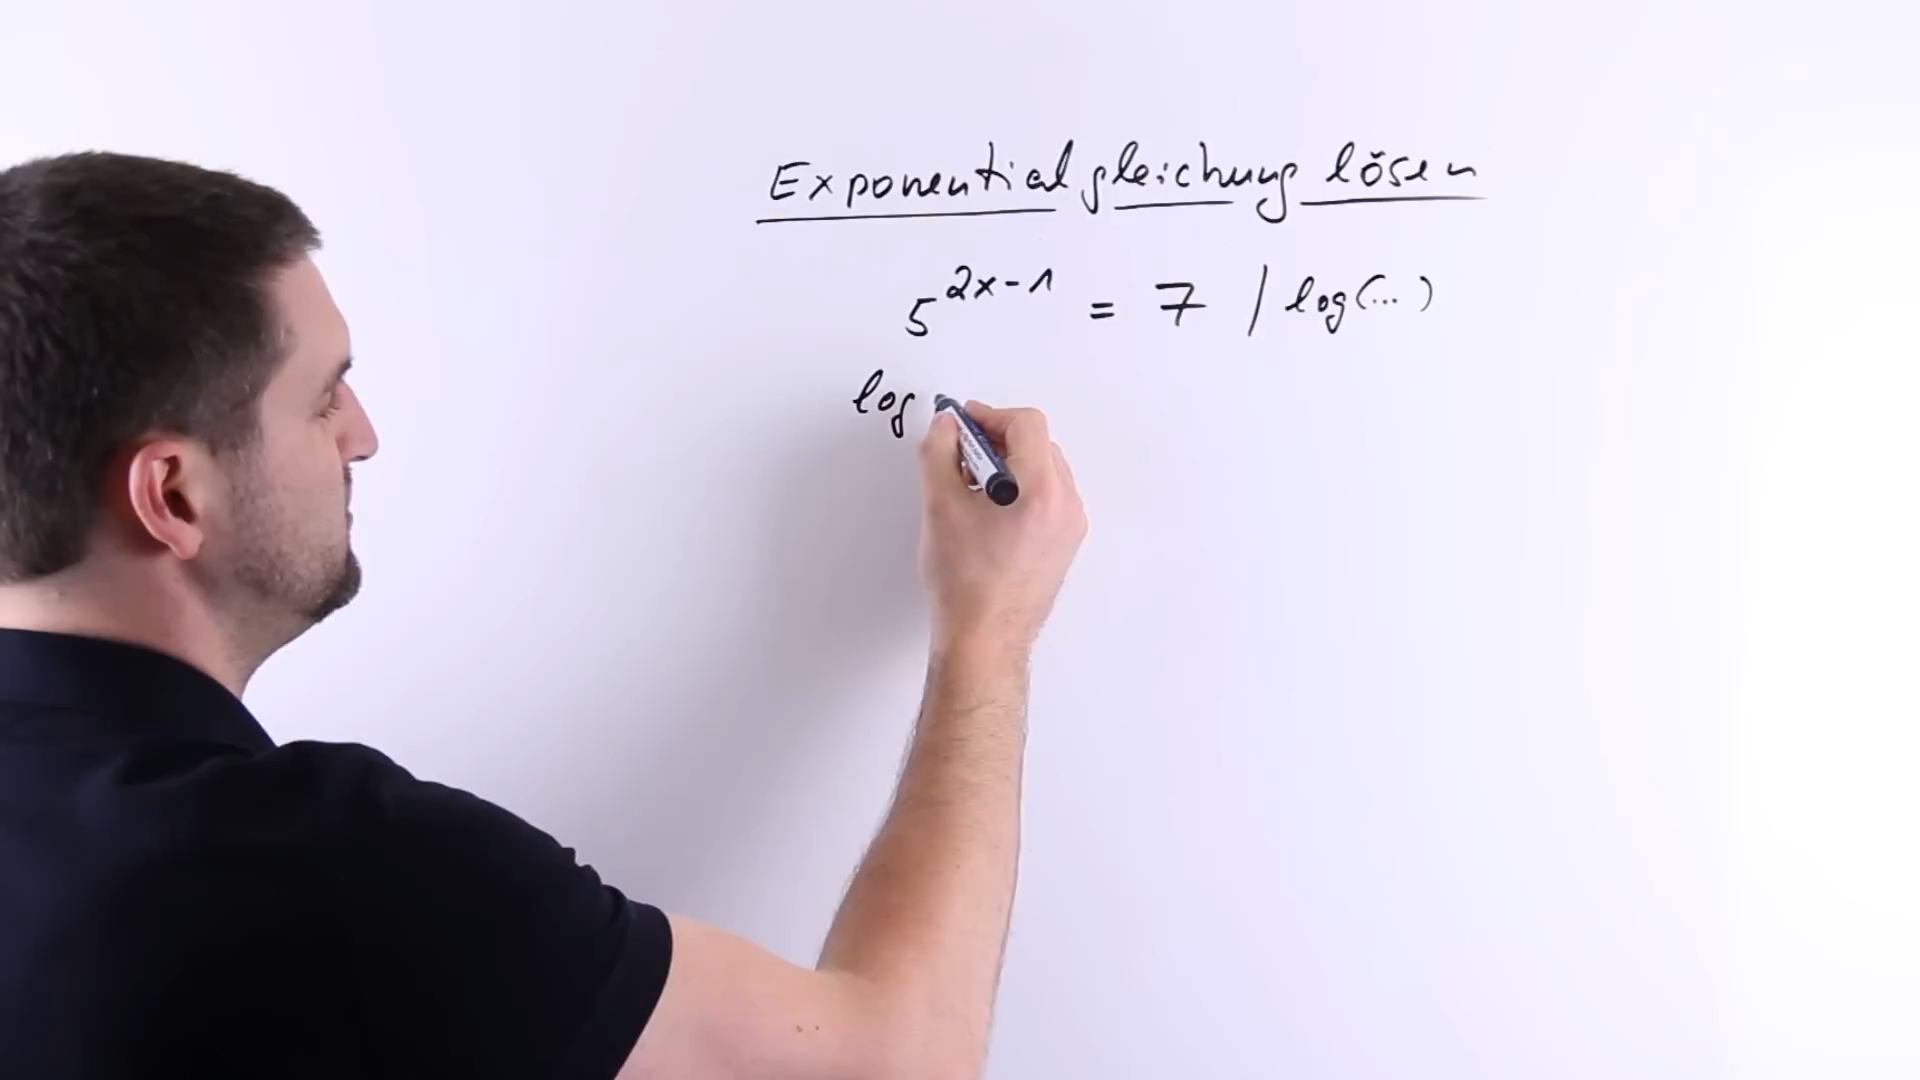 Exponentialgleichung lösen
5^{2x-1} = 7 / log(...)
log